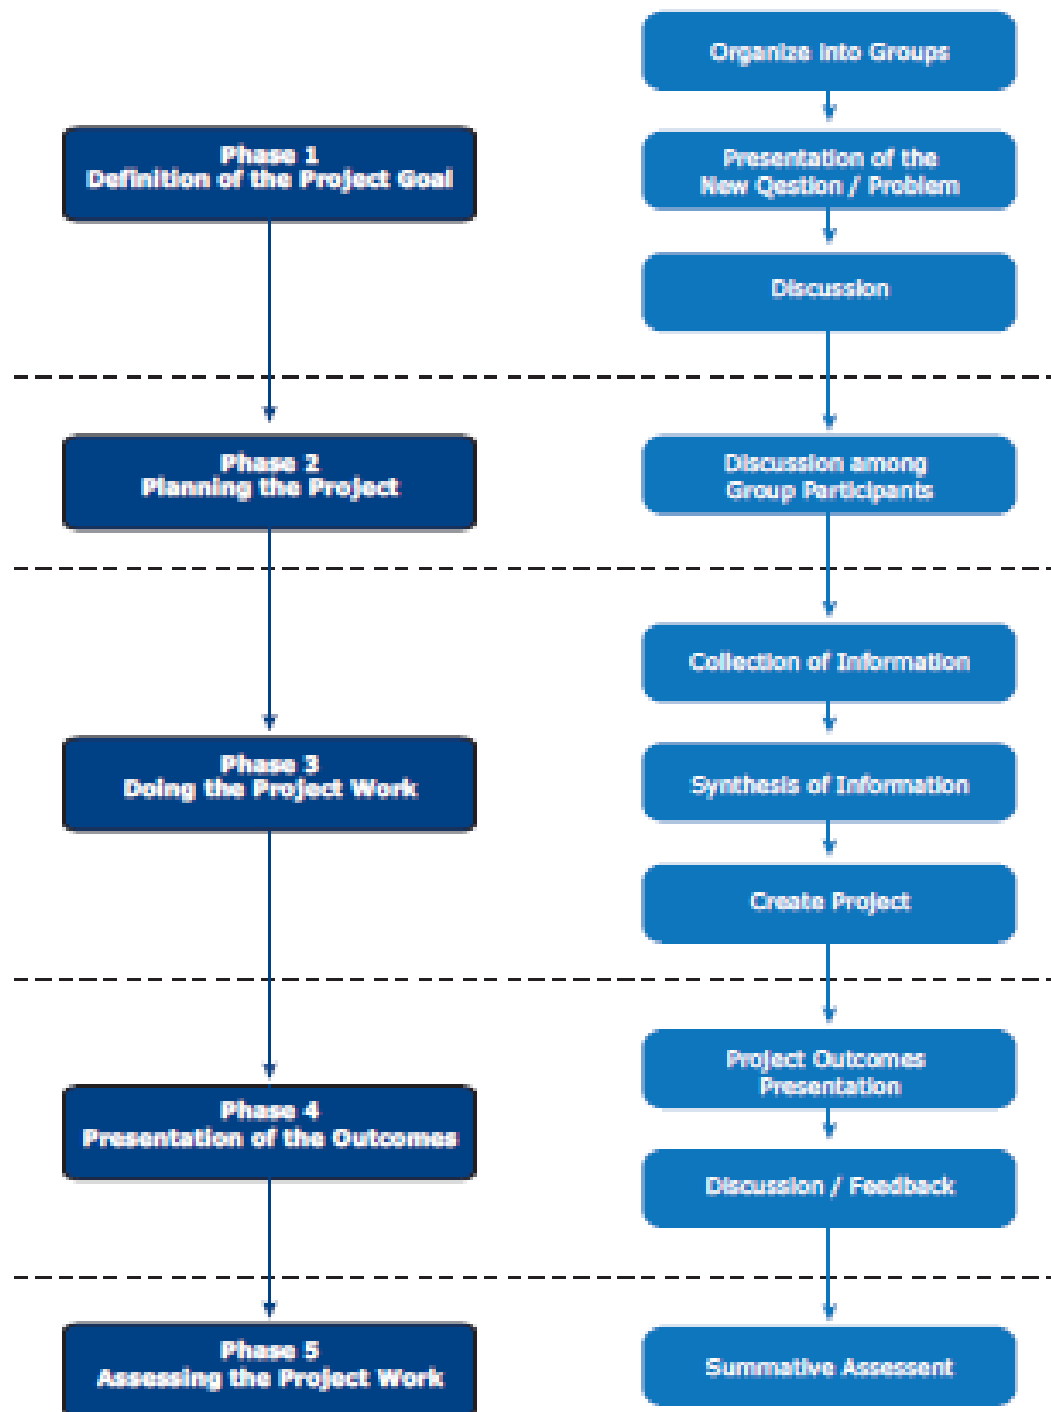 Organize into Groups
Phase 1
Definition of the Project Goal
Presentation of the
New Qestion / Problem
Discussion
Phase 2
Planning the Project
Discussion among
Group Participants
Collection of Information
Phase 3
Doing the Project Work
Synthesis of Information
Create Project
Project Outcomes
Presentation
Phase 4
Presentation of the Outcomes
Discussion / Feedback
Phase 5
Assessing the Project Work
Summative Assessent